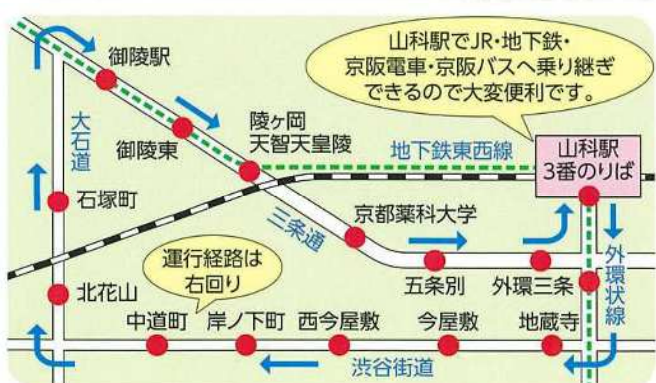 御陵駅
御陵東
陵ヶ岡
天智天皇陵
山科駅でJR・地下鉄・
京阪電車・京阪バスへ乗り継ぎ
できるので大変便利です。
地下鉄東西線
山科駅
3番のりば
大石道
石塚町
三条通
京都薬科大学
外環状線
運行経路は
右回り
北花山
五条別
外環三条
中道町
岸ノ下町
西今屋敷
今屋敷
地蔵寺
渋谷街道